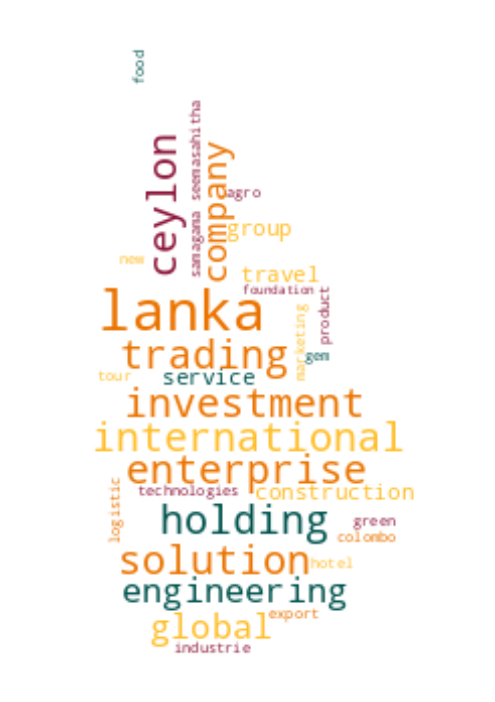 food
ceylon
samagama seemasahitha
company
agro
group
new
travel
foundation
lanka
product
marketing
trading
gem
tour
service
investment
international
enterprise
technologies
construction
logistic
holding
green
colombo
solution
hotel
engineering
export
global
industrie